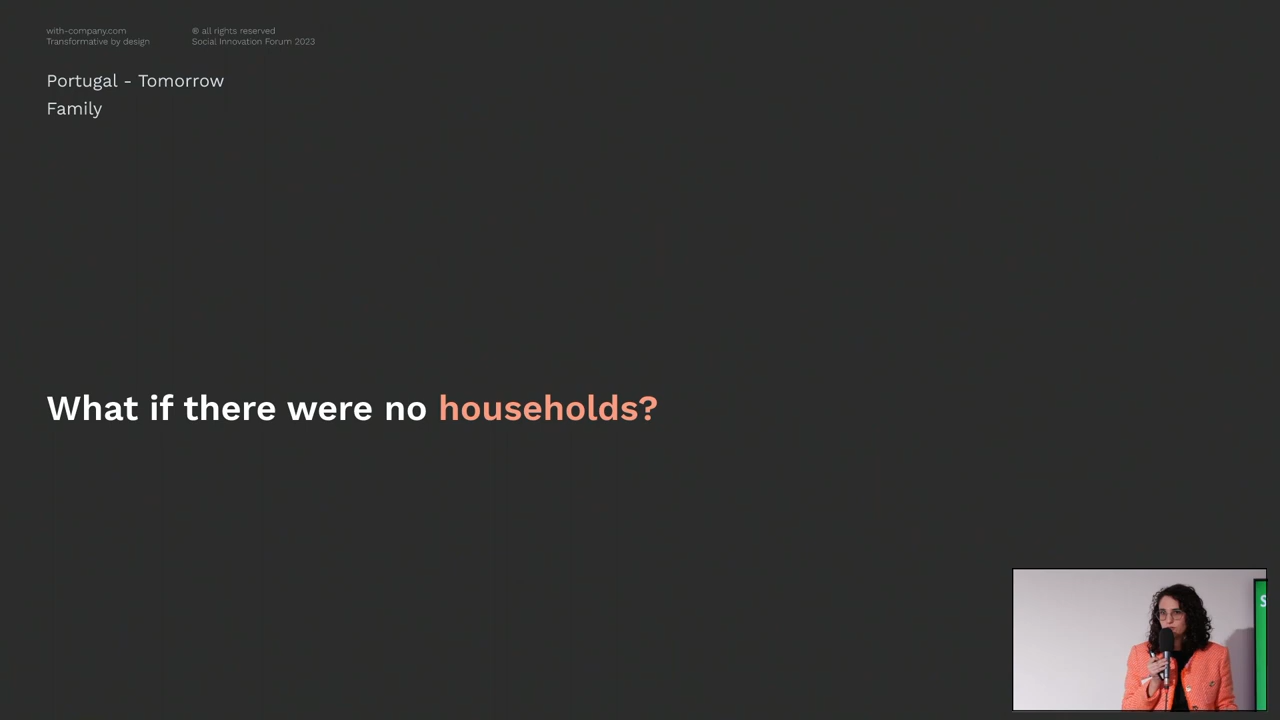 with-company.com
Transformative by design
® all rights reserved
Social Innovation Forum 2023
Portugal - Tomorrow
Family
What if there were no households?
S